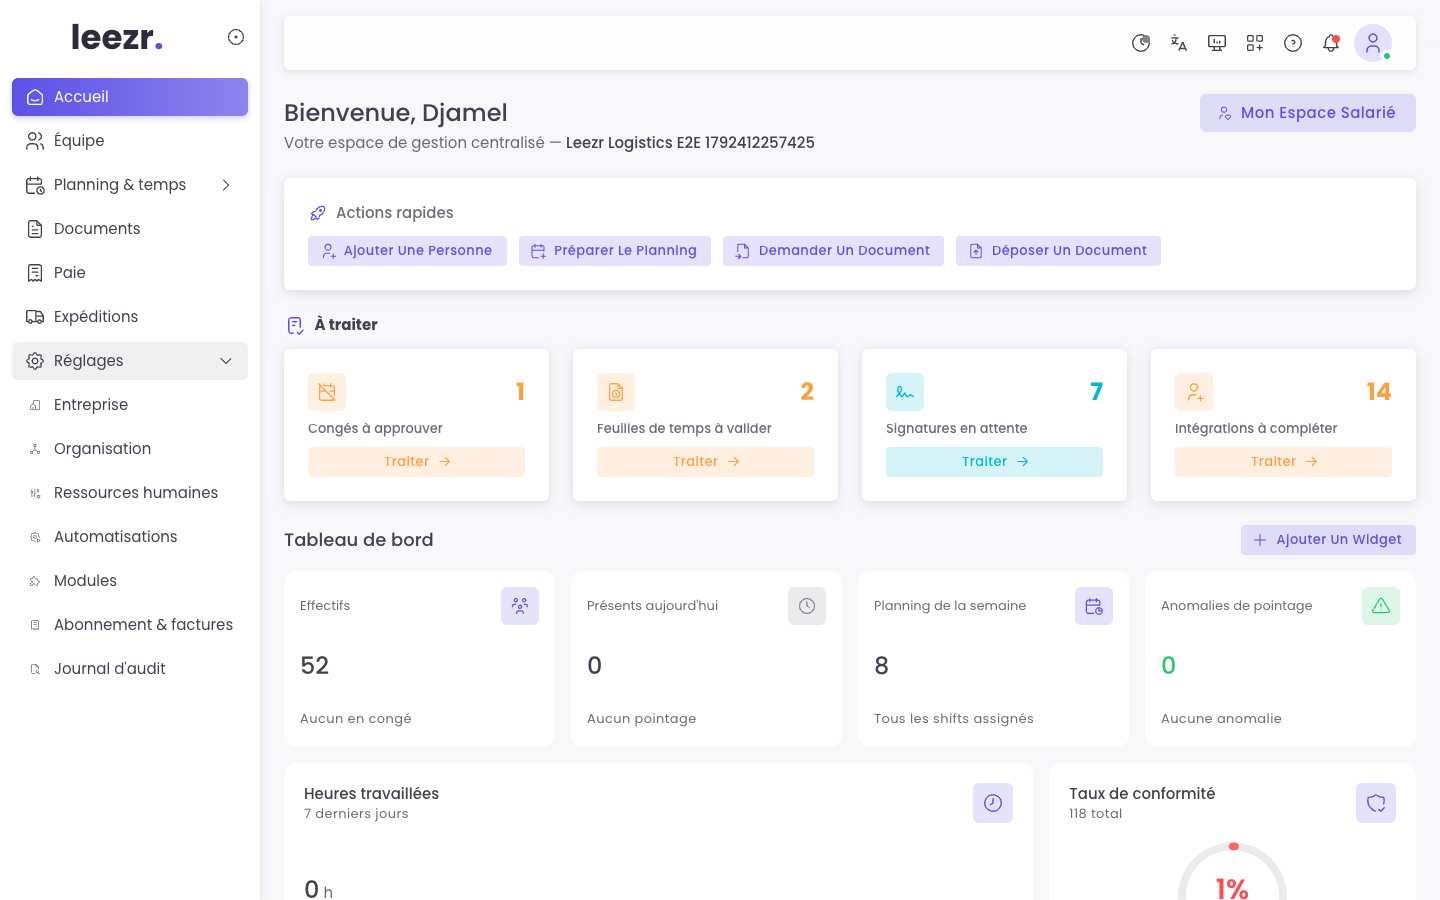 leezr.
Accueil
Équipe
Planning & temps
Documents
Paie
Expéditions
Réglages
Entreprise
Organisation
Ressources humaines
Automatisations
Modules
Abonnement & factures
Journal d'audit
Bienvenue, Djamel
Votre espace de gestion centralisé — Leezr Logistics E2E 1792412257425
Mon Espace Salarié
Actions rapides
Ajouter Une Personne
Préparer Le Planning
Demander Un Document
Déposer Un Document
À traiter
1
Congés à approuver
Traiter
2
Feuilles de temps à valider
Traiter
7
Signatures en attente
Traiter
14
Intégrations à compléter
Traiter
Tableau de bord
Ajouter Un Widget
Effectifs
52
Aucun en congé
Présents aujourd'hui
0
Aucun pointage
Planning de la semaine
8
Tous les shifts assignés
Anomalies de pointage
0
Aucune anomalie
Heures travaillées
7 derniers jours
0 h
Taux de conformité
118 total
1%